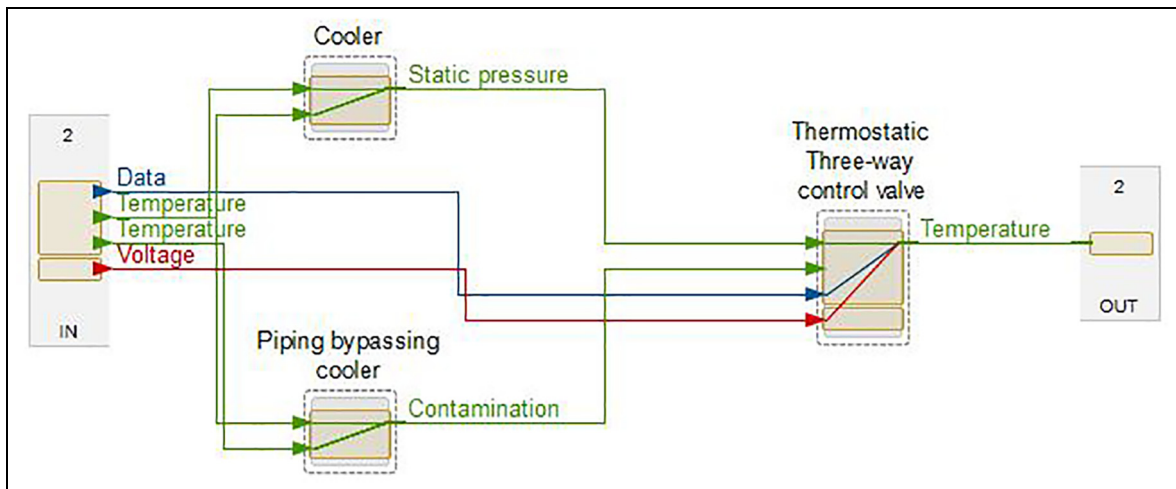 Cooler
Static pressure
2
Data
Temperature
Temperature
Voltage
IN
Thermostatic
Three-way
control valve
Temperature
2
OUT
Piping bypassing
cooler
Contamination